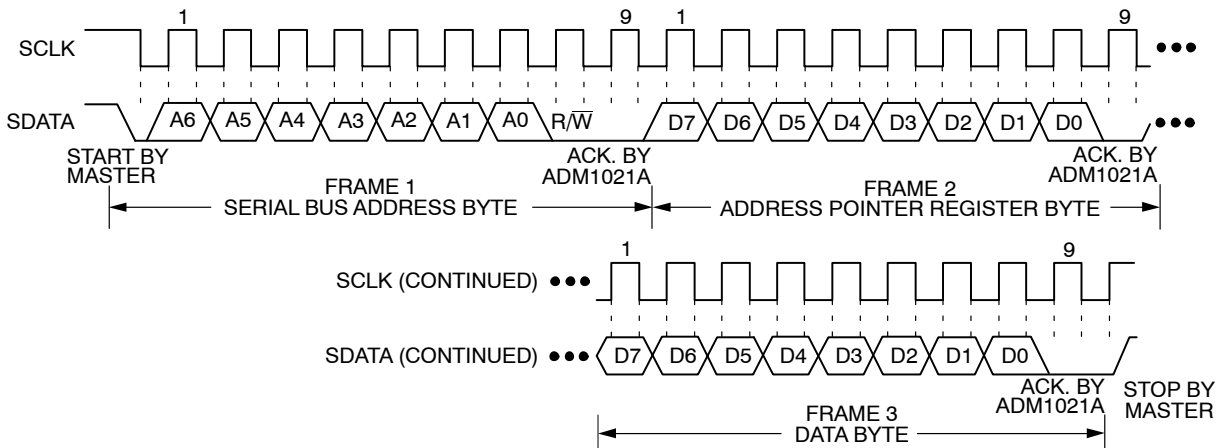 1 9 1 9
SCLK
SDATA A6 A5 A4 A3 A2 A1 A0 R/W̅ D7 D6 D5 D4 D3 D2 D1 D0
START BY
MASTER
ACK. BY
ADM1021A
ACK. BY
ADM1021A
FRAME 1
SERIAL BUS ADDRESS BYTE
FRAME 2
ADDRESS POINTER REGISTER BYTE
1 9
SCLK (CONTINUED)
SDATA (CONTINUED) D7 D6 D5 D4 D3 D2 D1 D0
ACK. BY
ADM1021A
STOP BY
MASTER
FRAME 3
DATA BYTE